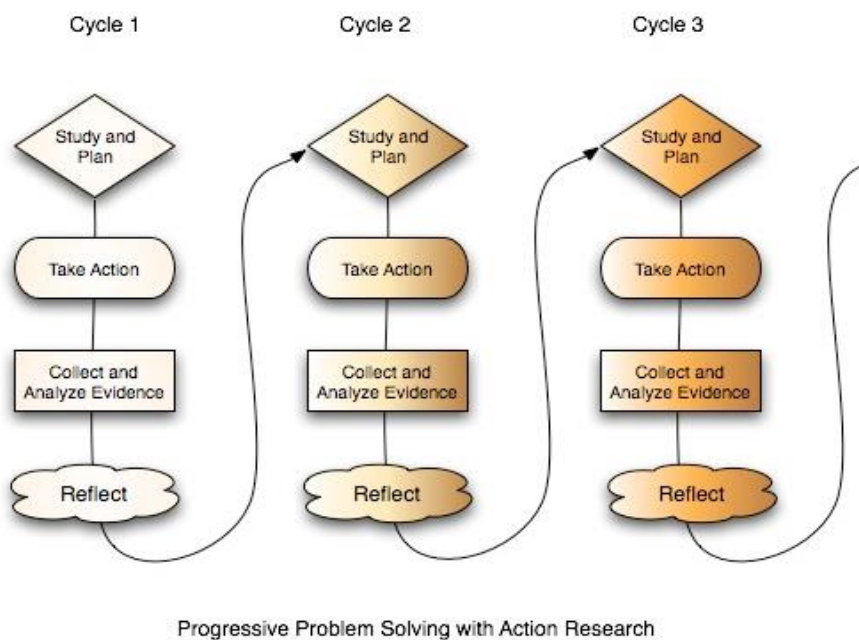 Cycle 1
Cycle 2
Cycle 3
Study and
Plan
Take Action
Collect and
Analyze Evidence
Reflect
Study and
Plan
Take Action
Collect and
Analyze Evidence
Reflect
Study and
Plan
Take Action
Collect and
Analyze Evidence
Reflect
Progressive Problem Solving with Action Research